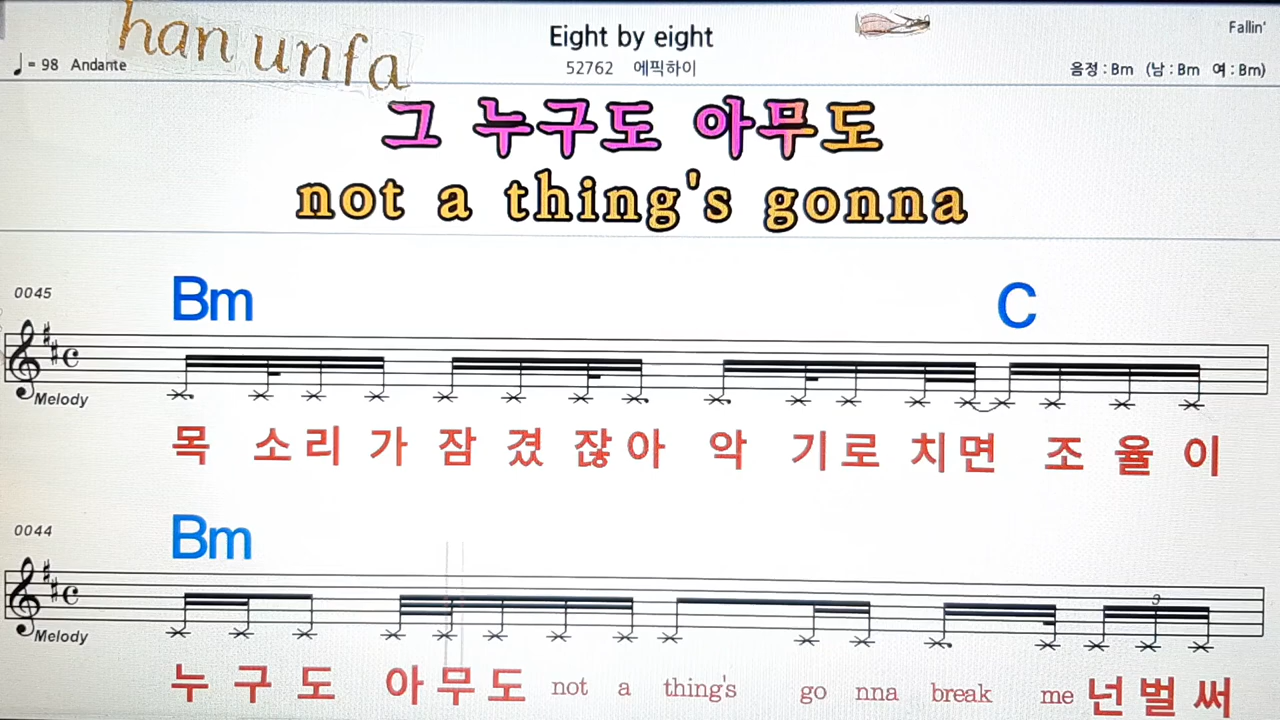 han unfa
Eight by eight
Fallin'
♩= 98 Andante
52762 에픽하이
음정 : Bm (남 : Bm 여 : Bm)
그 누구도 아무도
not a thing's gonna
0045
Bm C
Melody
목 소 리 가 잠 겼 잖 아 악 기 로 치 면 조 율 이
0044
Bm
3
Melody
누 구 도 아 무 도 not a thing's go nna break me 넌 벌 써